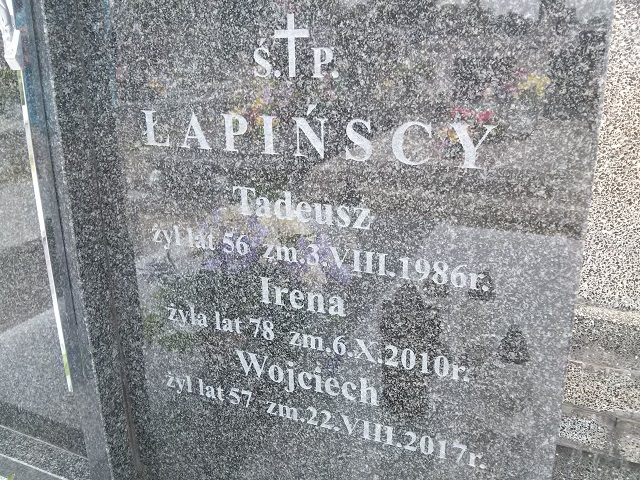 Ś.†P.
ŁAPIŃSCY
Tadeusz
żył lat 56 zm.3.VIII.1986r.
Irena
żyła lat 78 zm.6.X.2010r.
Wojciech
żył lat 57 zm.22.VIII.2017r.